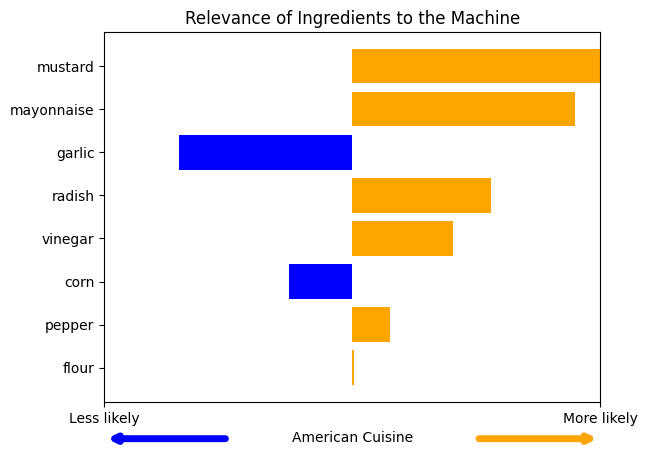 Relevance of Ingredients to the Machine
mustard
mayonnaise
garlic
radish
vinegar
corn
pepper
flour
Less likely
More likely
American Cuisine